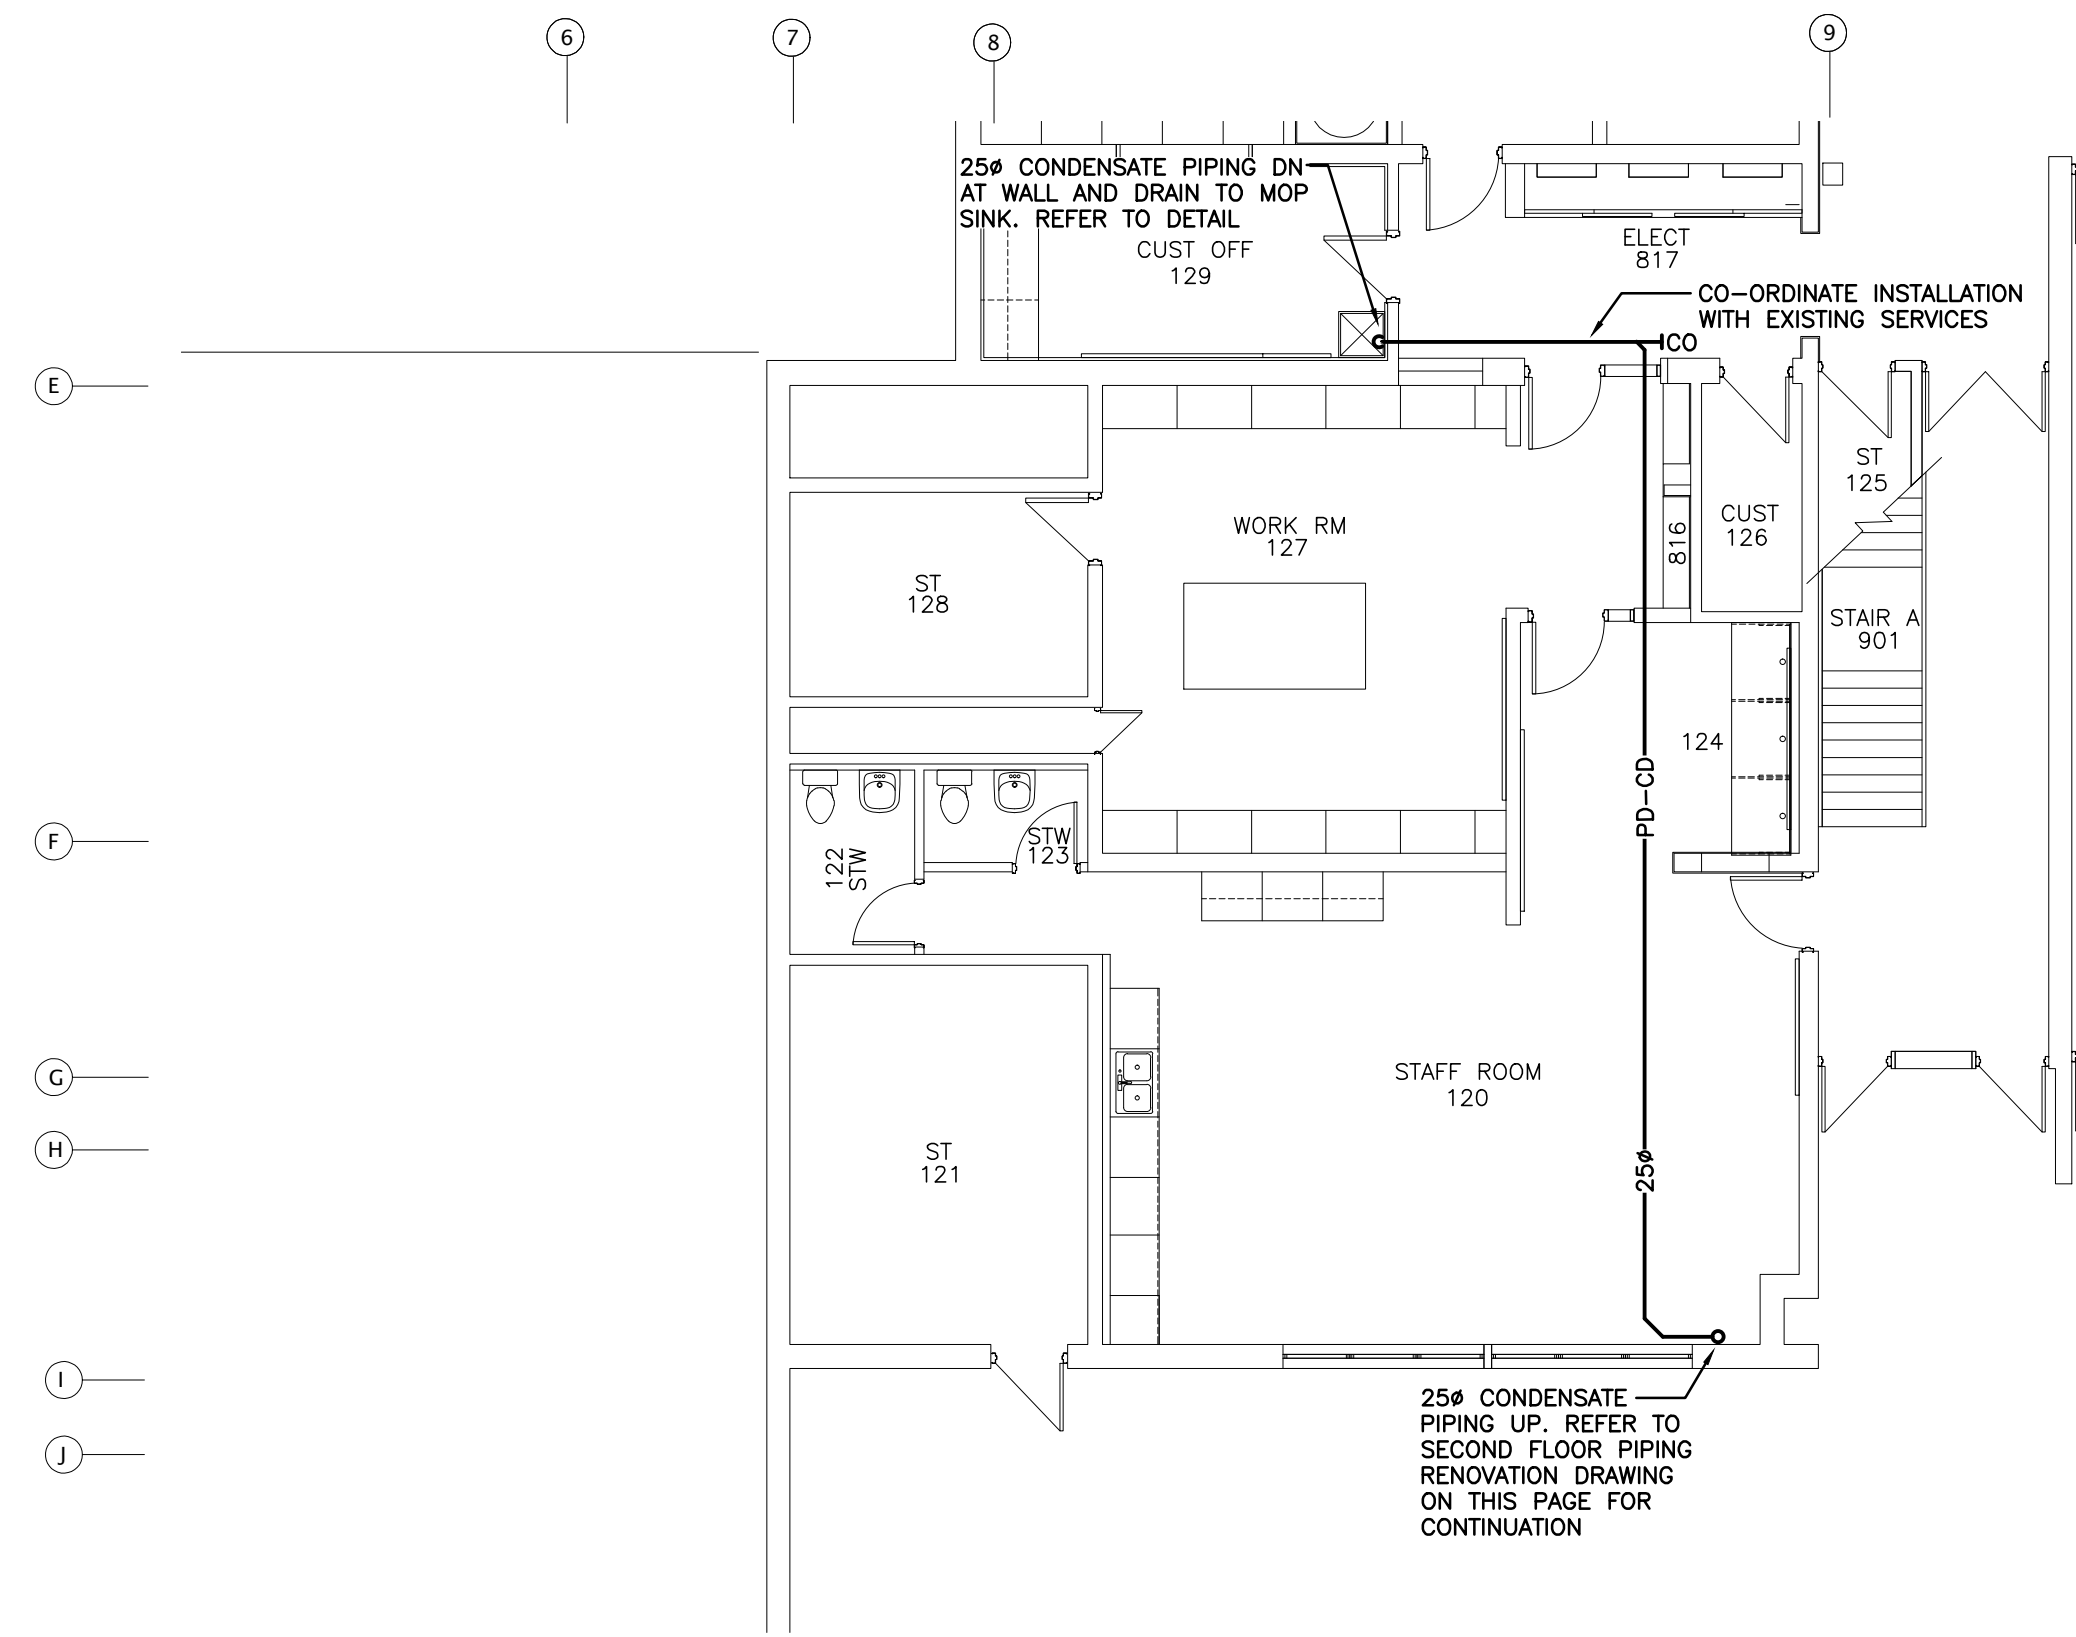 6
7
8
9
25ø CONDENSATE PIPING DN
AT WALL AND DRAIN TO MOP
SINK. REFER TO DETAIL
CUST OFF
129
ELECT
817
CO-ORDINATE INSTALLATION
WITH EXISTING SERVICES
CO
E
ST
125
WORK RM
127
CUST
126
816
ST
128
STAIR A
901
124
PD-CD
F
STW
123
122
STW
STAFF ROOM
120
G
H
ST
121
25ø
I
25ø CONDENSATE
PIPING UP. REFER TO
SECOND FLOOR PIPING
RENOVATION DRAWING
ON THIS PAGE FOR
CONTINUATION
J